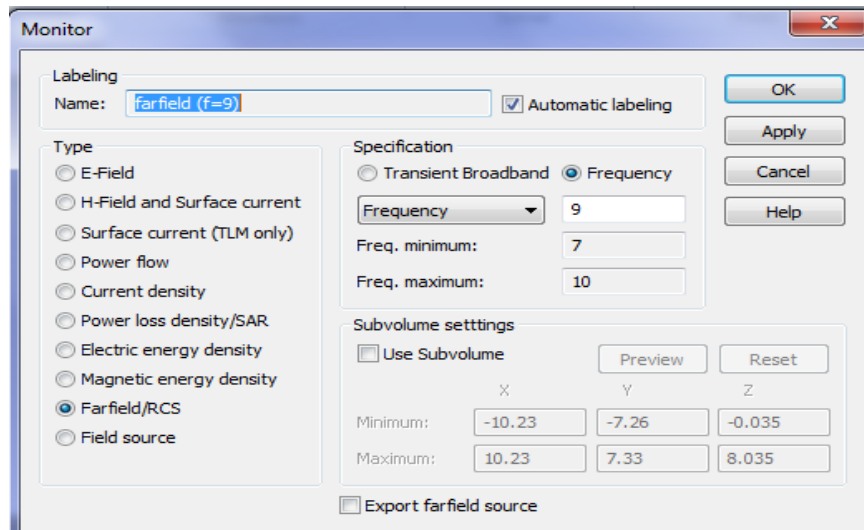 Monitor
Labeling
Name: farfield (f=9) Automatic labeling
OK
Apply
Cancel
Help
Type
E-Field
H-Field and Surface current
Surface current (TLM only)
Power flow
Current density
Power loss density/SAR
Electric energy density
Magnetic energy density
Farfield/RCS
Field source
Specification
Transient Broadband Frequency
Frequency 9
Freq. minimum: 7
Freq. maximum: 10
Subvolume setttings
Use Subvolume Preview Reset
X Y Z
Minimum: -10.23 -7.26 -0.035
Maximum: 10.23 7.33 8.035
Export farfield source